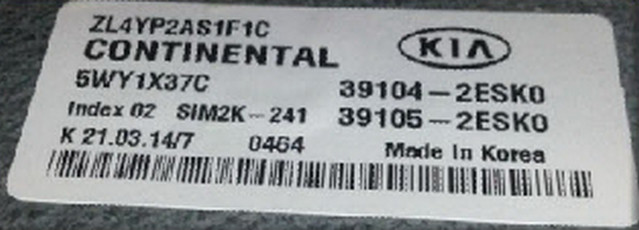 ZL4YP2AS1F1C
CONTINENTAL
KIA
5WY1X37C
39104-2ESK0
Index 02 SIM2K-241
39105-2ESK0
K 21.03.14/7 0464
Made In Korea